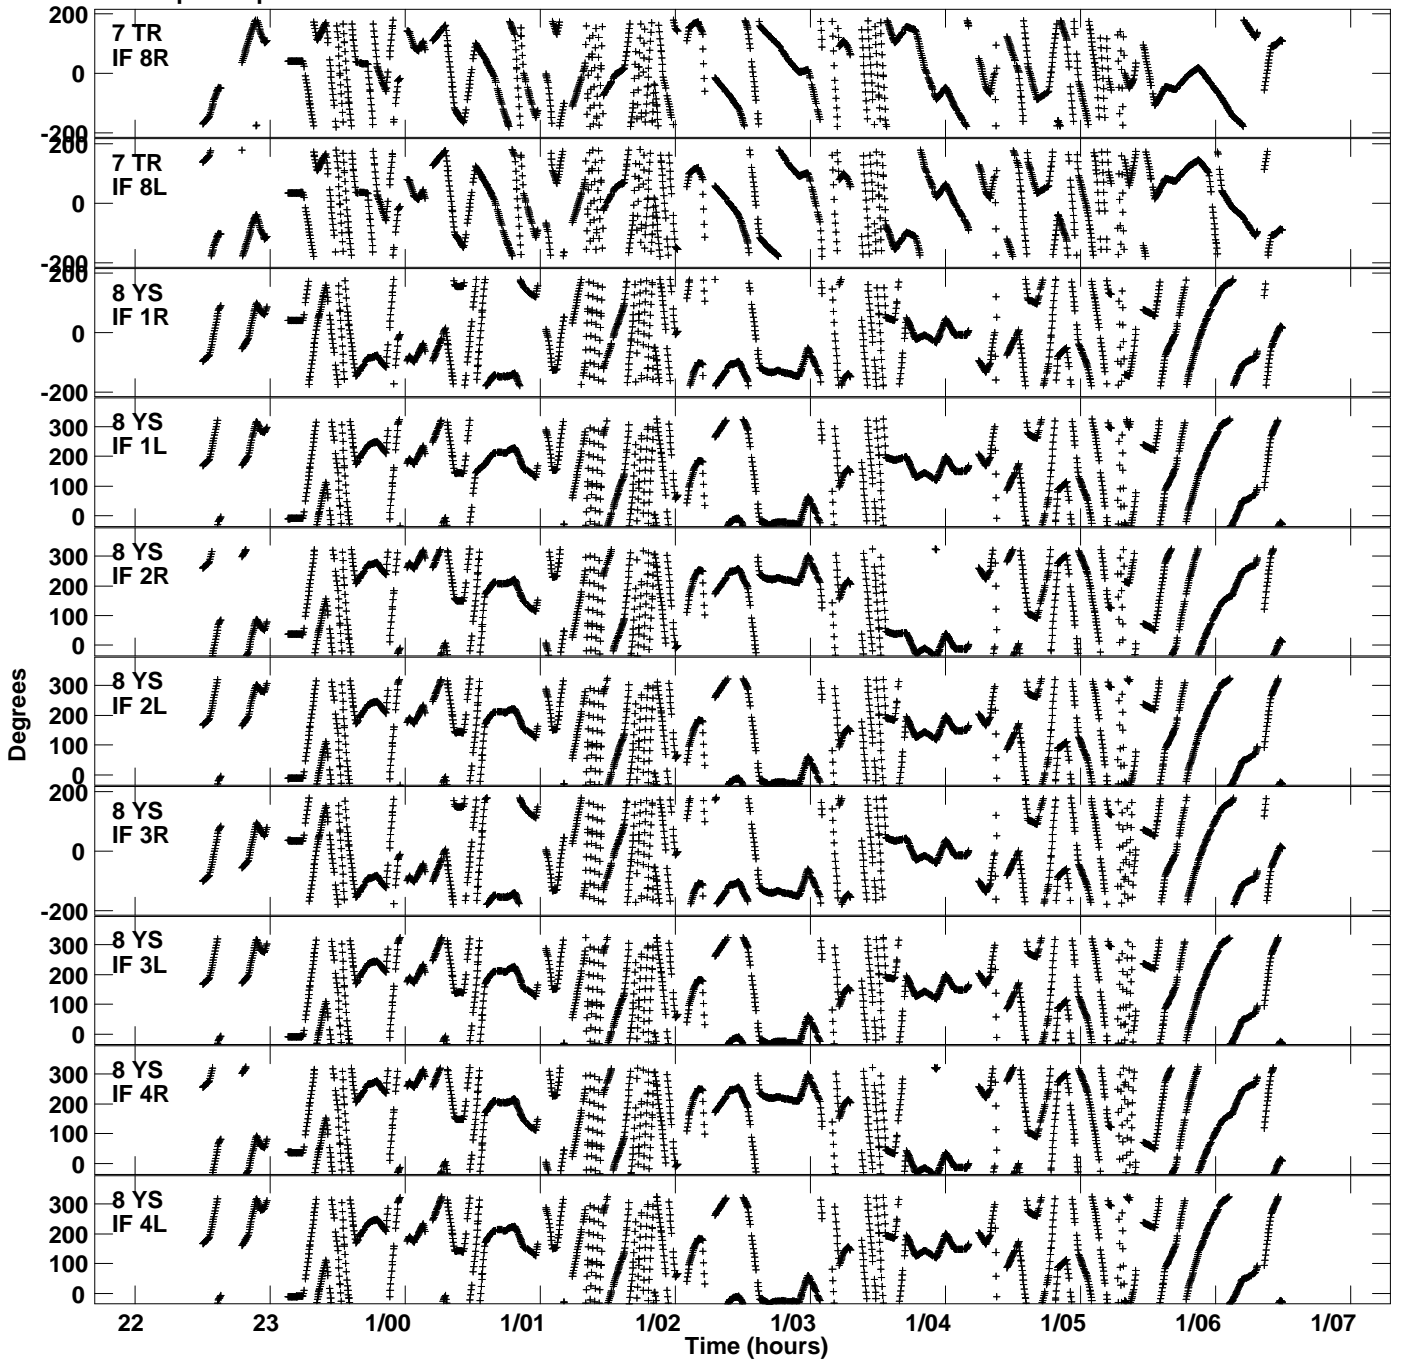 200
7 TR
IF 8R
0
-200
200
7 TR
IF 8L
0
-200
200
8 YS
IF 1R
0
-200
8 YS
IF 1L
300
200
100
0
8 YS
IF 2R
300
200
100
0
8 YS
IF 2L
300
200
100
0
200
8 YS
IF 3R
0
-200
8 YS
IF 3L
300
200
100
0
8 YS
IF 4R
300
200
100
0
8 YS
IF 4L
300
200
100
0
Degrees
22 23 1/00 1/01 1/02 1/03 1/04 1/05 1/06 1/07
Time (hours)